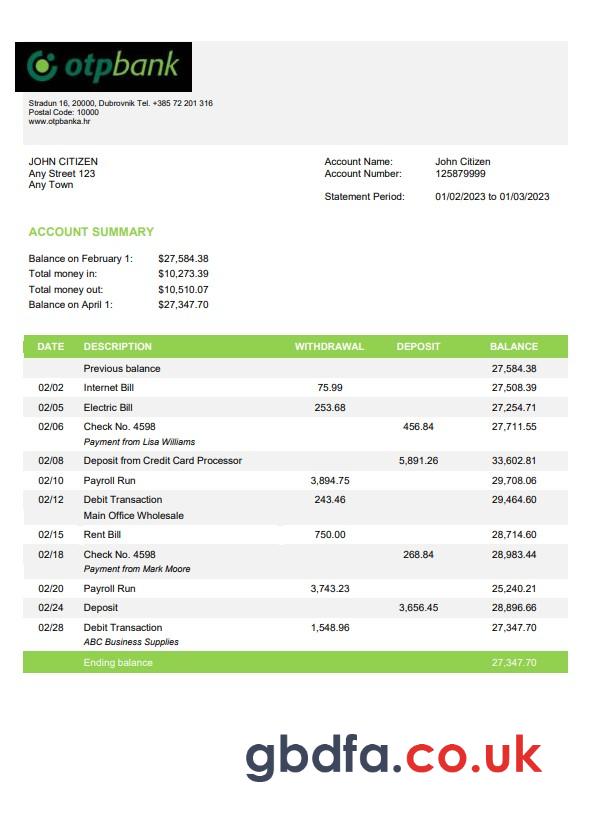 otpbank
Stradun 16, 20000, Dubrovnik Tel. +385 72 201 316
Postal Code: 10000
www.otpbanka.hr
JOHN CITIZEN
Any Street 123
Any Town
Account Name: John Citizen
Account Number: 125879999
Statement Period: 01/02/2023 to 01/03/2023
ACCOUNT SUMMARY
Balance on February 1: $27,584.38
Total money in: $10,273.39
Total money out: $10,510.07
Balance on April 1: $27,347.70
DATE DESCRIPTION WITHDRAWAL DEPOSIT BALANCE
Previous balance 27,584.38
02/02 Internet Bill 75.99 27,508.39
02/05 Electric Bill 253.68 27,254.71
02/06 Check No. 4598 456.84 27,711.55
Payment from Lisa Williams
02/08 Deposit from Credit Card Processor 5,891.26 33,602.81
02/10 Payroll Run 3,894.75 29,708.06
02/12 Debit Transaction 243.46 29,464.60
Main Office Wholesale
02/15 Rent Bill 750.00 28,714.60
02/18 Check No. 4598 268.84 28,983.44
Payment from Mark Moore
02/20 Payroll Run 3,743.23 25,240.21
02/24 Deposit 3,656.45 28,896.66
02/28 Debit Transaction 1,548.96 27,347.70
ABC Business Supplies
Ending balance 27,347.70
gbdfa.co.uk